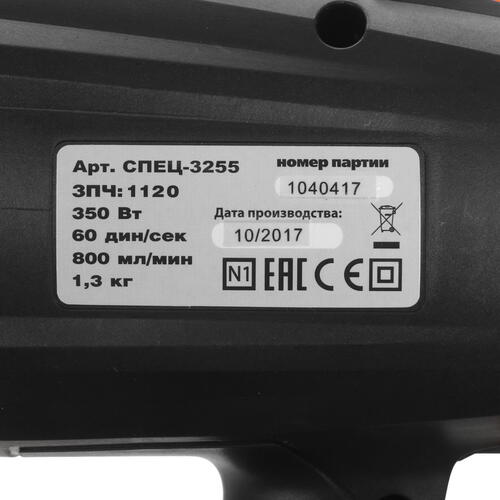 Арт. СПЕЦ-3255
ЗПЧ: 1120
350 Вт
60 дин/сек
800 мл/мин
1,3 кг
номер партии
1040417
Дата производства:
10/2017
N1 EAC CE